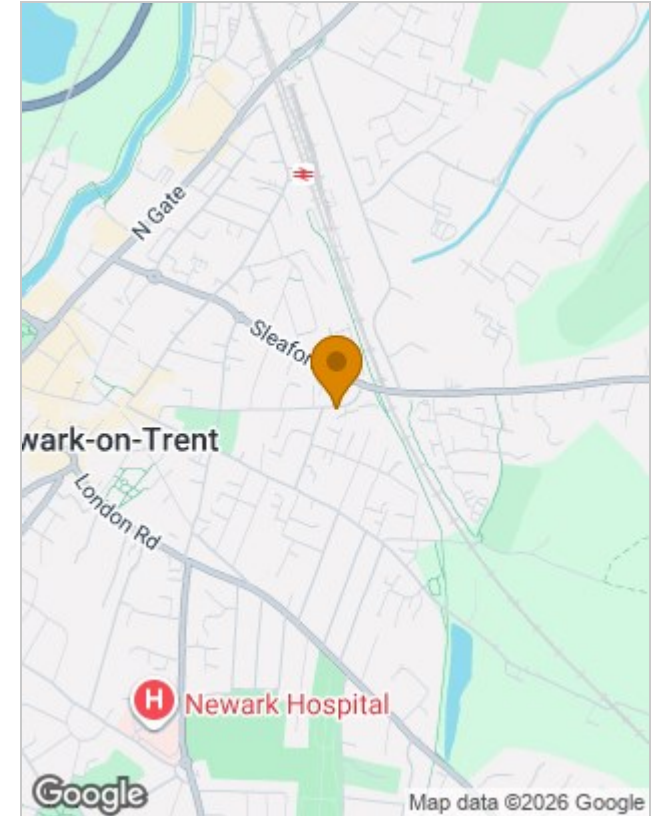 N Gate
Sleafor
wark-on-Trent
London Rd
H
Newark Hospital
Google
Map data ©2026 Google